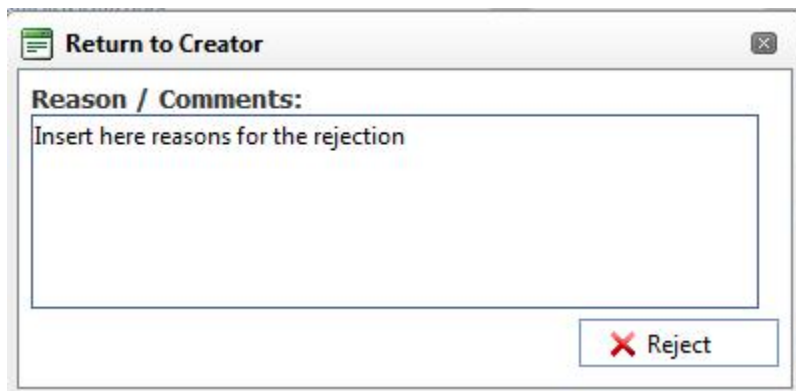 Return to Creator
Reason / Comments:
Insert here reasons for the rejection
Reject